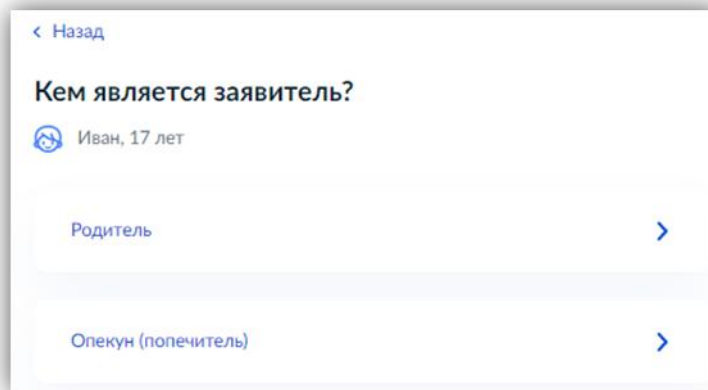 Назад
Кем является заявитель?
Иван, 17 лет
Родитель
Опекун (попечитель)